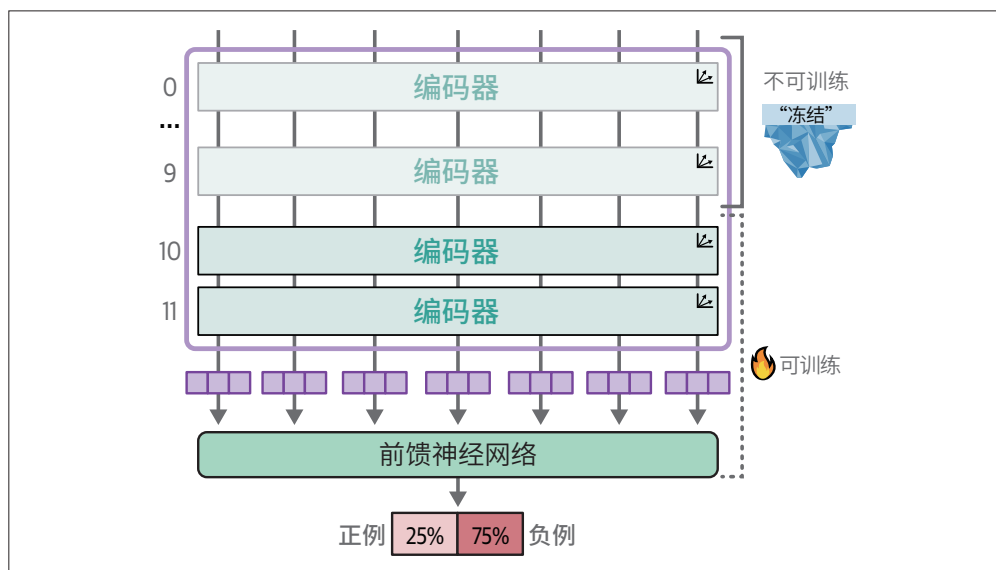 0 编码器
...
9 编码器
10 编码器
11 编码器
不可训练
“冻结”
可训练
前馈神经网络
正例 25% 75% 负例